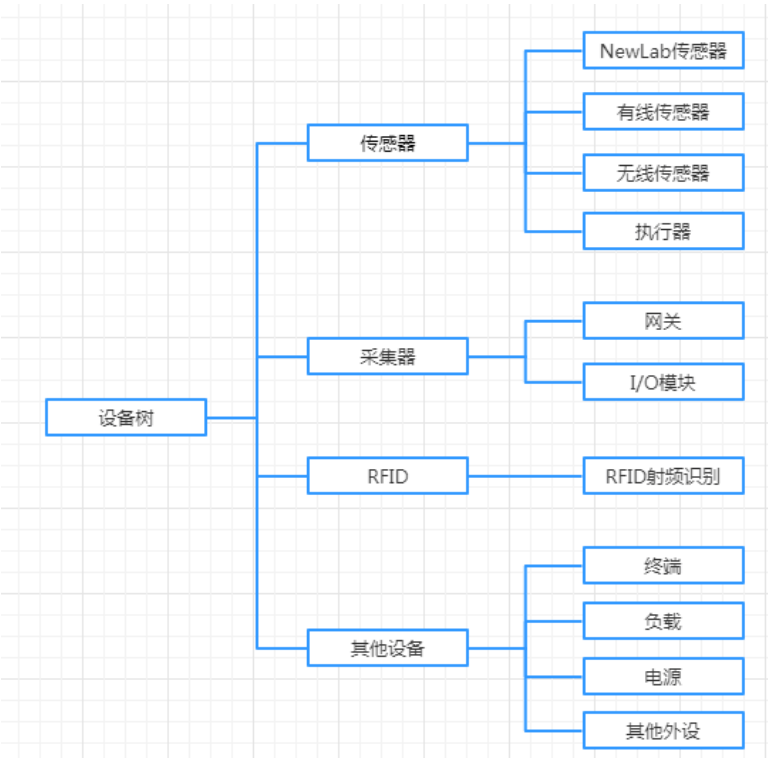 设备树
传感器
NewLab传感器
有线传感器
无线传感器
执行器
采集器
网关
I/O模块
RFID
RFID射频识别
其他设备
终端
负载
电源
其他外设